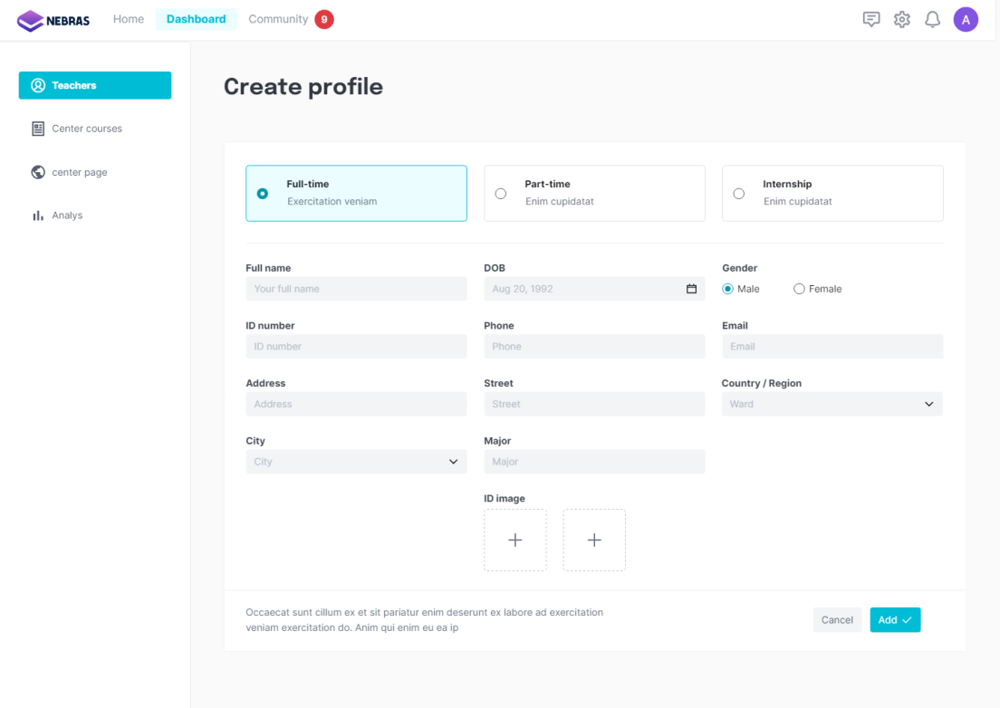 NEBRAS
Home
Dashboard
Community
9
A
Teachers
Center courses
center page
Analys
Create profile
Full-time
Exercitation veniam
Part-time
Enim cupidatat
Internship
Enim cupidatat
Full name
Your full name
DOB
Aug 20, 1992
Gender
Male
Female
ID number
ID number
Phone
Phone
Email
Email
Address
Address
Street
Street
Country / Region
Ward
City
City
Major
Major
ID image
Occaecat sunt cillum ex et sit pariatur enim deserunt ex labore ad exercitation
veniam exercitation do. Anim qui enim eu ea ip
Cancel
Add